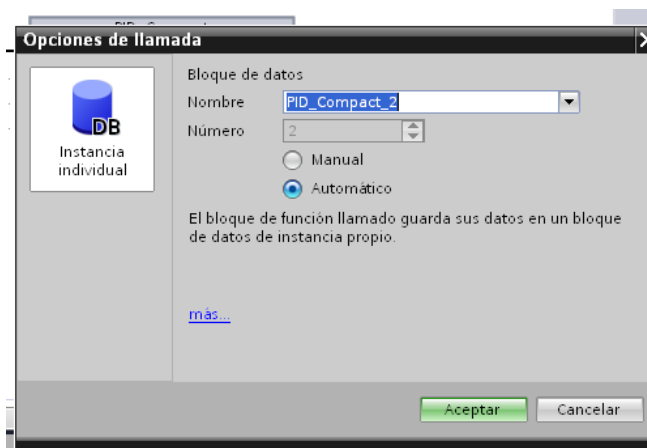 Opciones de llamada
Bloque de datos
Nombre PID_Compact_2
Número 2
Manual
Automático
DB
Instancia
individual
El bloque de función llamado guarda sus datos en un bloque
de datos de instancia propio.
más...
Aceptar Cancelar